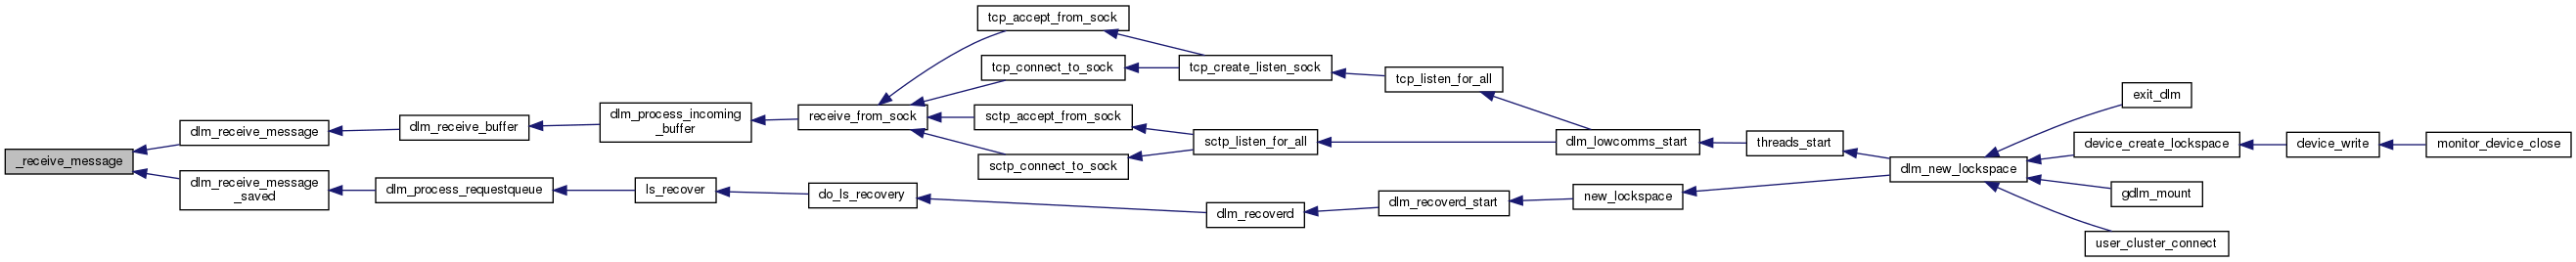 tcp_accept_from_sock
tcp_connect_to_sock
tcp_create_listen_sock
tcp_listen_for_all
exit_dlm
dlm_process_incoming
_buffer
receive_from_sock
sctp_accept_from_sock
dlm_receive_message
dlm_receive_buffer
sctp_listen_for_all
dlm_lowcomms_start
threads_start
device_create_lockspace
device_write
monitor_device_close
_receive_message
sctp_connect_to_sock
dlm_new_lockspace
dlm_receive_message
_saved
dlm_process_requestqueue
ls_recover
do_ls_recovery
dlm_recoverd
dlm_recoverd_start
new_lockspace
gdlm_mount
user_cluster_connect